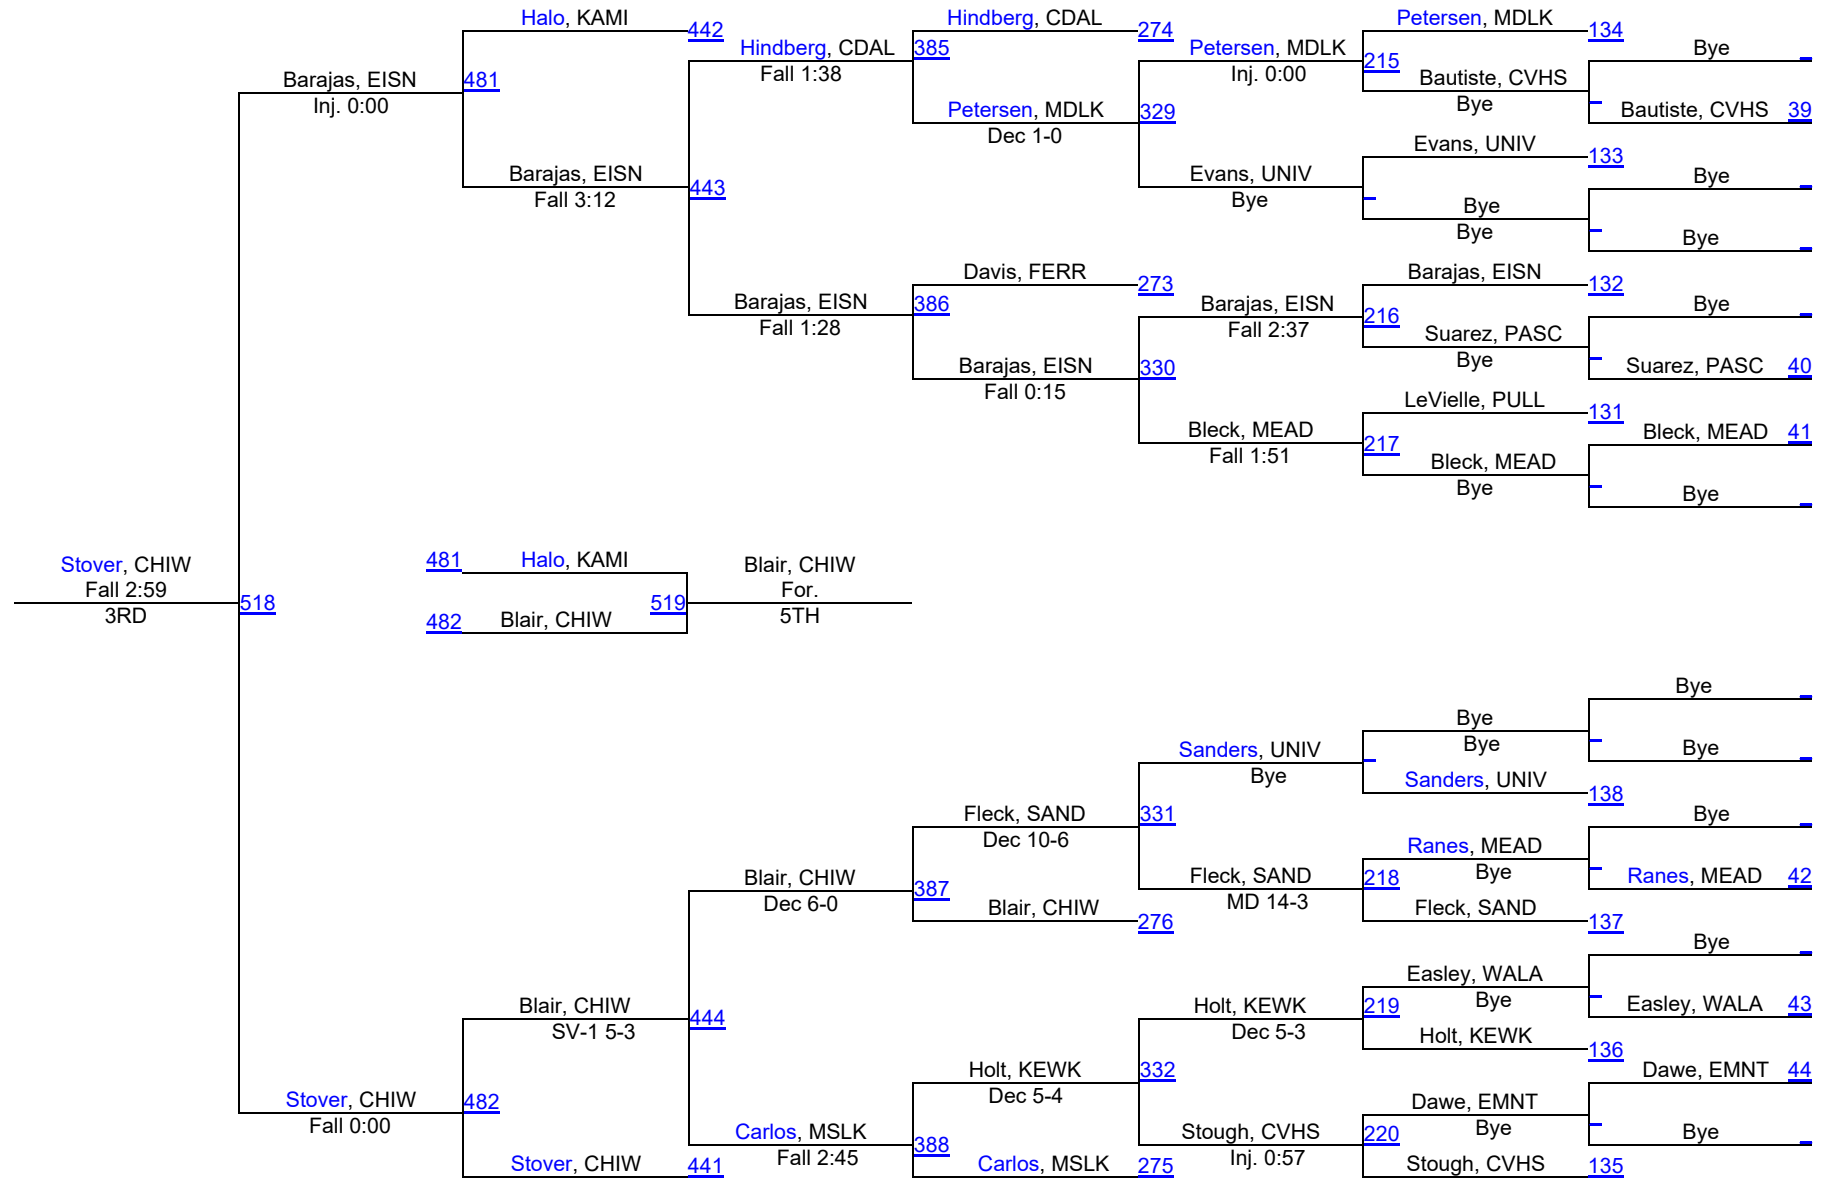 Halo, KAMI
442
Hindberg, CDAL
274
Petersen, MDLK
134
Hindberg, CDAL
385
Fall 1:38
Petersen, MDLK
Inj. 0:00
215
Bye
Bautiste, CVHS
Bye
Bautiste, CVHS 39
Barajas, EISN
481
Inj. 0:00
Petersen, MDLK
329
Dec 1-0
Evans, UNIV
133
Barajas, EISN
443
Fall 3:12
Evans, UNIV
Bye
Bye
Bye
Bye
Bye
Davis, FERR
273
Barajas, EISN
132
Barajas, EISN
386
Fall 1:28
Barajas, EISN
216
Fall 2:37
Bye
Suarez, PASC
Bye
Suarez, PASC 40
Barajas, EISN
330
Fall 0:15
LeVielle, PULL
131
Bleck, MEAD
217
Fall 1:51
Bleck, MEAD 41
Bleck, MEAD
Bye
Bye
Stover, CHIW
Fall 2:59
518
3RD
481
Halo, KAMI
519
482
Blair, CHIW
Blair, CHIW
For.
5TH
Bye
Bye
Bye
Bye
Sanders, UNIV
Bye
Sanders, UNIV
138
Fleck, SAND
331
Dec 10-6
Bye
Ranes, MEAD
Bye
Ranes, MEAD 42
Blair, CHIW
387
Dec 6-0
Fleck, SAND
218
MD 14-3
Fleck, SAND
137
Blair, CHIW
276
Bye
Easley, WALA
Bye
Easley, WALA 43
Blair, CHIW
444
SV-1 5-3
Holt, KEWK
219
Dec 5-3
Holt, KEWK
136
Holt, KEWK
332
Dec 5-4
Dawe, EMNT 44
Stover, CHIW
482
Fall 0:00
Dawe, EMNT
Bye
Bye
Carlos, MSLK
388
Fall 2:45
Stough, CVHS
220
Inj. 0:57
Stover, CHIW
441
Carlos, MSLK
275
Stough, CVHS
135